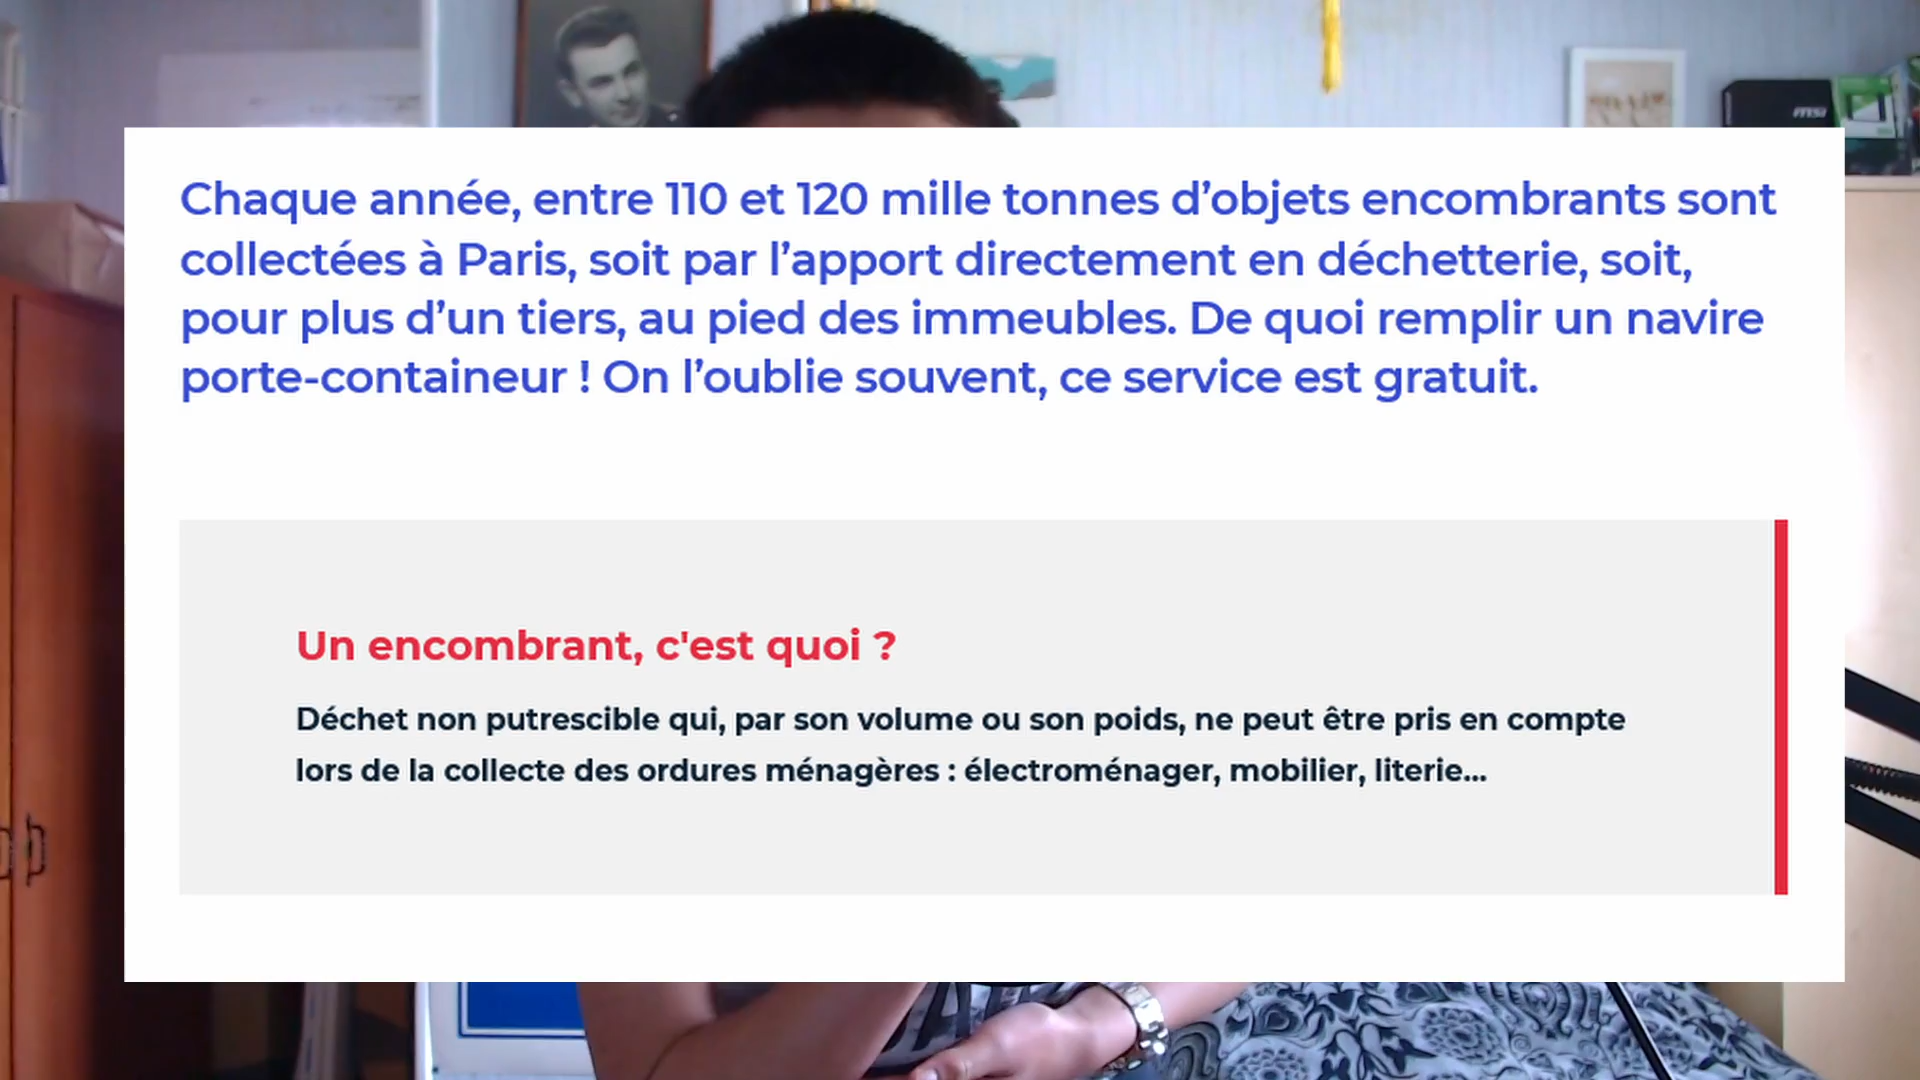 msi
Chaque année, entre 110 et 120 mille tonnes d’objets encombrants sont
collectées à Paris, soit par l’apport directement en déchetterie, soit,
pour plus d’un tiers, au pied des immeubles. De quoi remplir un navire
porte-containeur ! On l’oublie souvent, ce service est gratuit.
Un encombrant, c'est quoi ?
Déchet non putrescible qui, par son volume ou son poids, ne peut être pris en compte
lors de la collecte des ordures ménagères : électroménager, mobilier, literie...